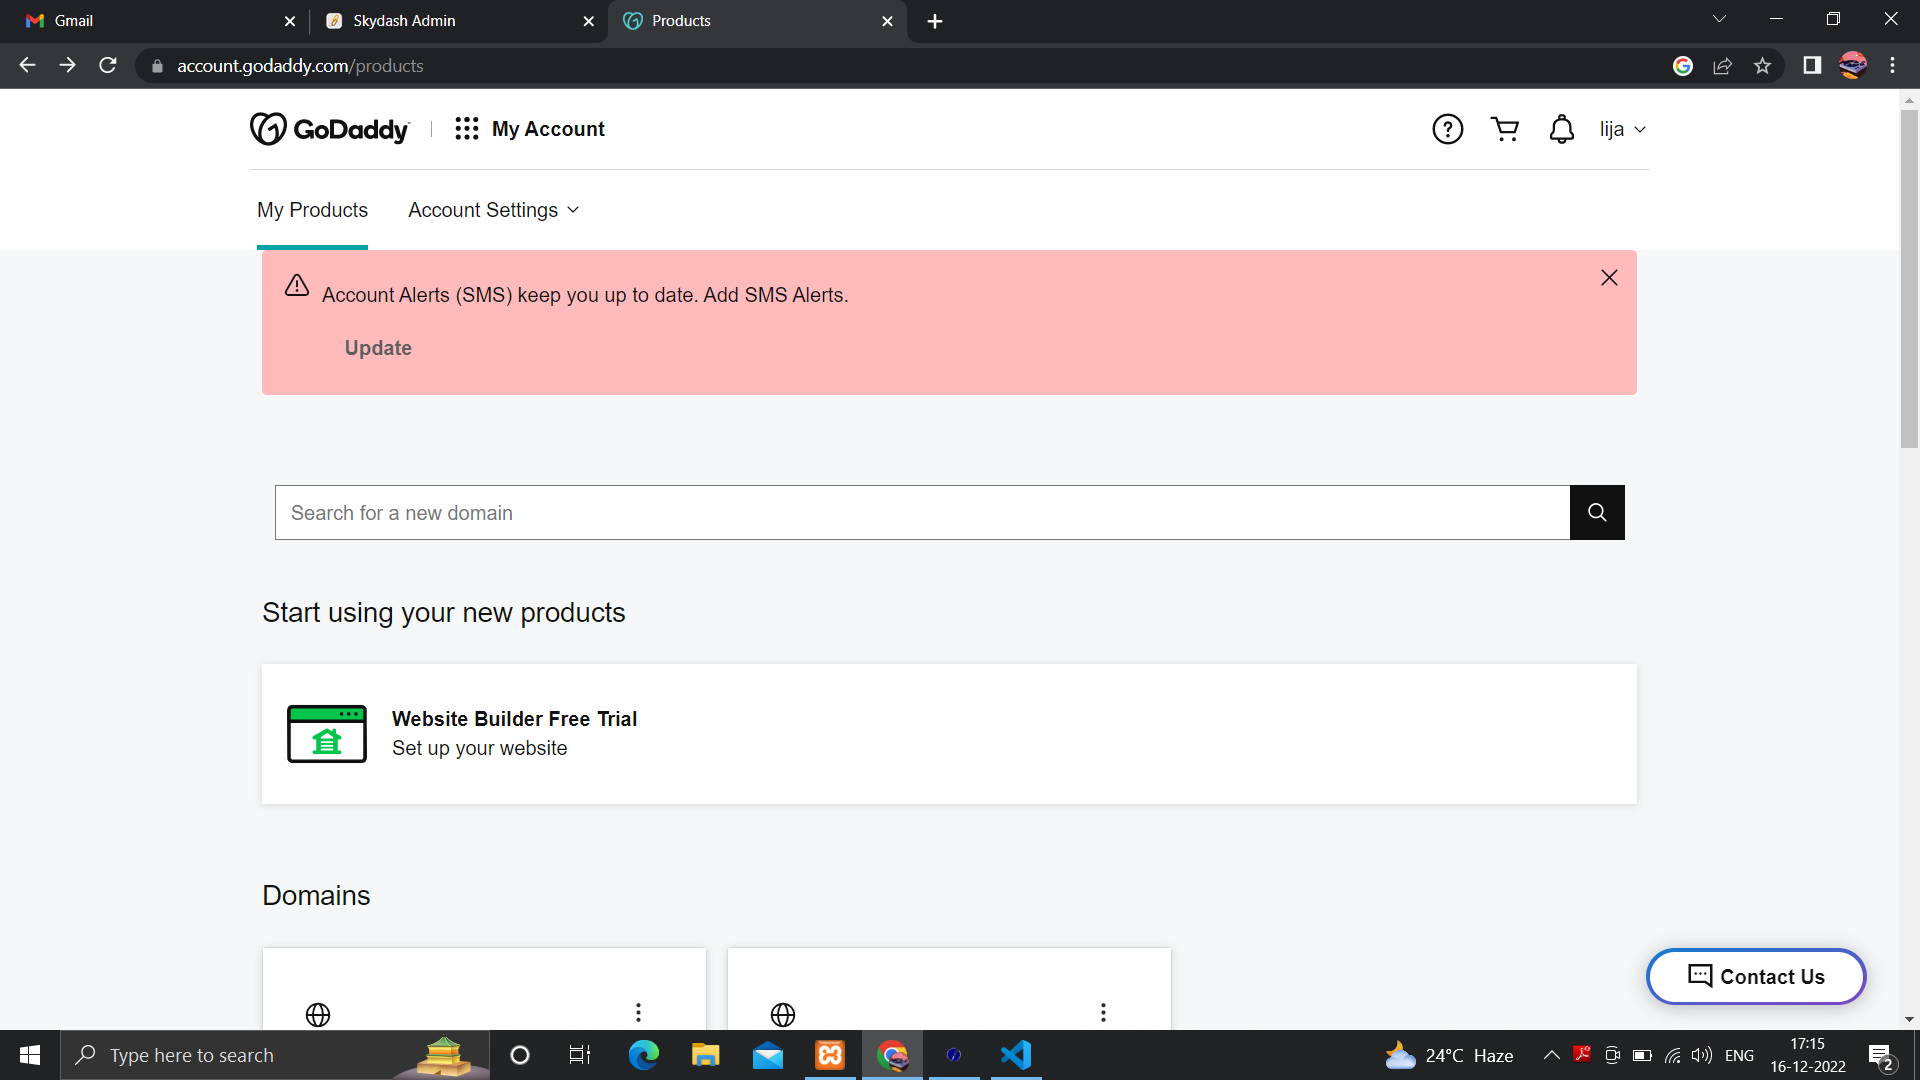 Gmail
Skydash Admin
Products
account.godaddy.com/products
GoDaddy
My Account
lija
My Products
Account Settings
Account Alerts (SMS) keep you up to date. Add SMS Alerts.
Update
Search for a new domain
Start using your new products
Website Builder Free Trial
Set up your website
Domains
Contact Us
Type here to search
24°C Haze
ENG
17:15
16-12-2022
2